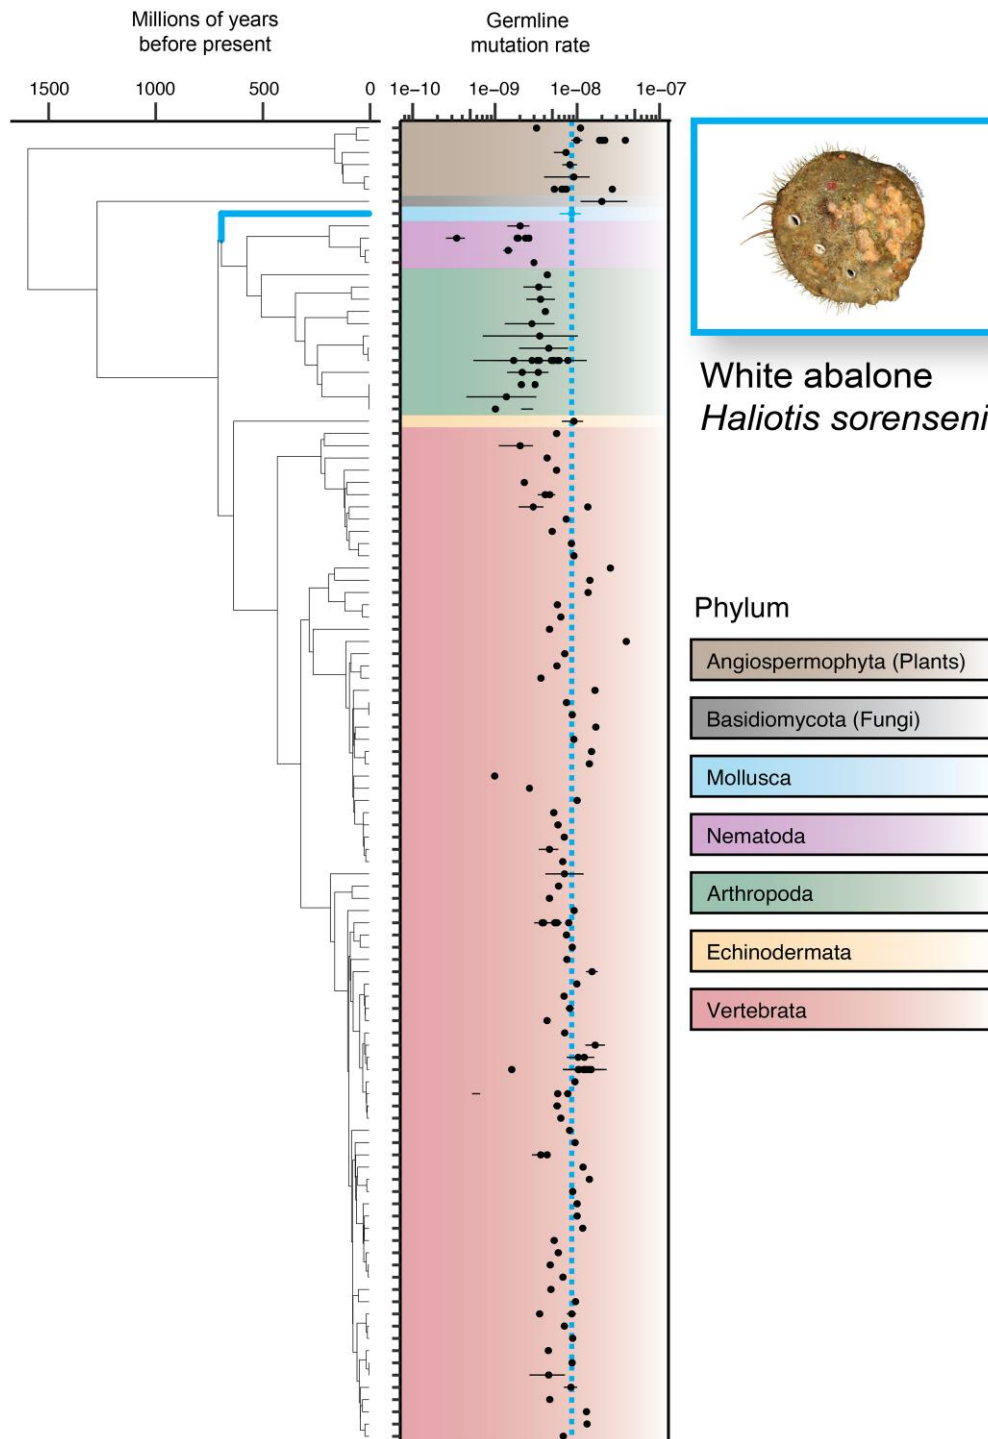 Millions of years
before present
Germline
mutation rate
1500 1000 500 0
1e-10 1e-09 1e-08 1e-07
White abalone
Haliotis sorenseni
Phylum
Angiospermophyta (Plants)
Basidiomycota (Fungi)
Mollusca
Nematoda
Arthropoda
Echinodermata
Vertebrata